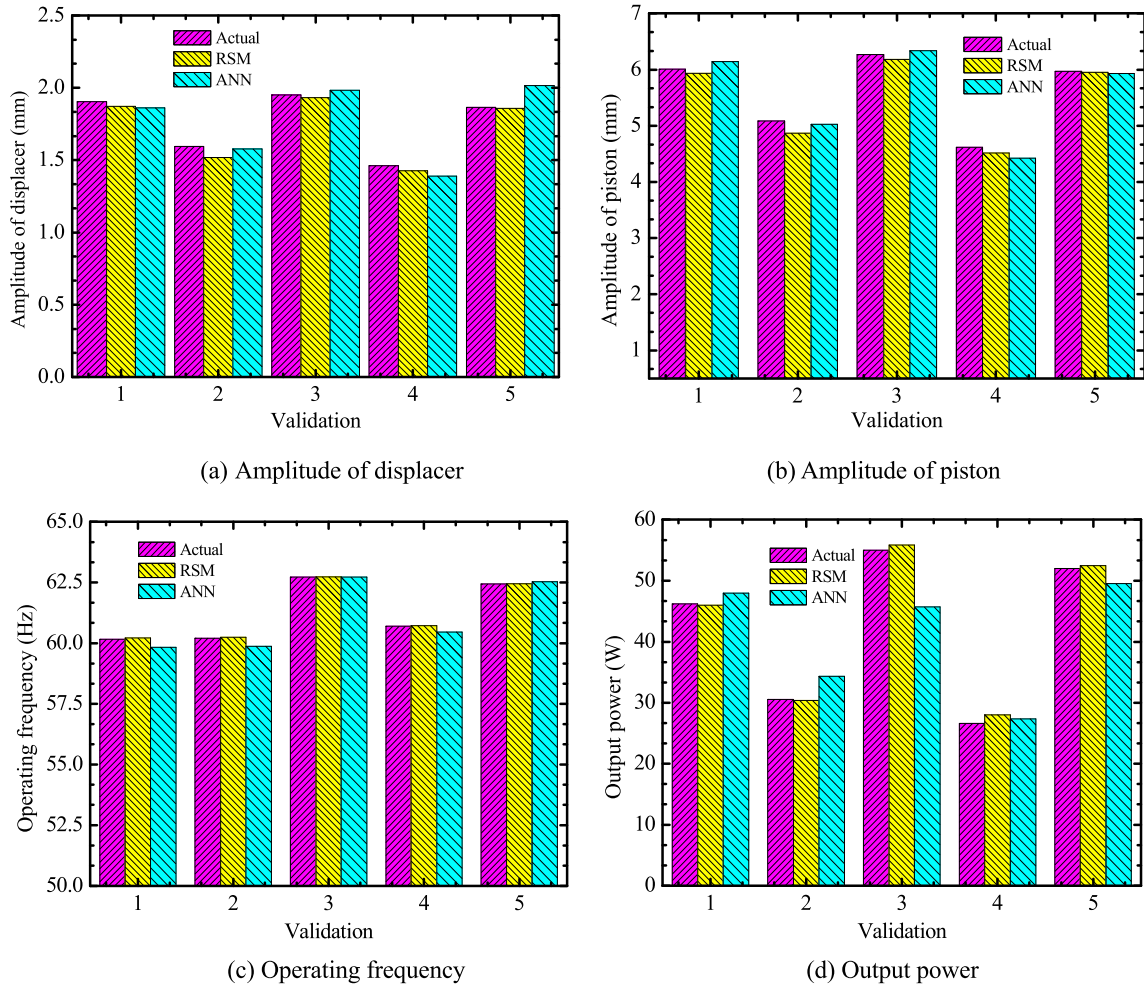 2.5
2.0
1.5
1.0
0.5
0.0
Amplitude of displacer (mm)
Actual
RSM
ANN
1 2 3 4 5
Validation
(a) Amplitude of displacer
7
6
5
4
3
2
1
Amplitude of piston (mm)
Actual
RSM
ANN
1 2 3 4 5
Validation
(b) Amplitude of piston
65.0
62.5
60.0
57.5
55.0
52.5
50.0
Operating frequency (Hz)
Actual
RSM
ANN
1 2 3 4 5
Validation
(c) Operating frequency
60
50
40
30
20
10
0
Output power (W)
Actual
RSM
ANN
1 2 3 4 5
Validation
(d) Output power